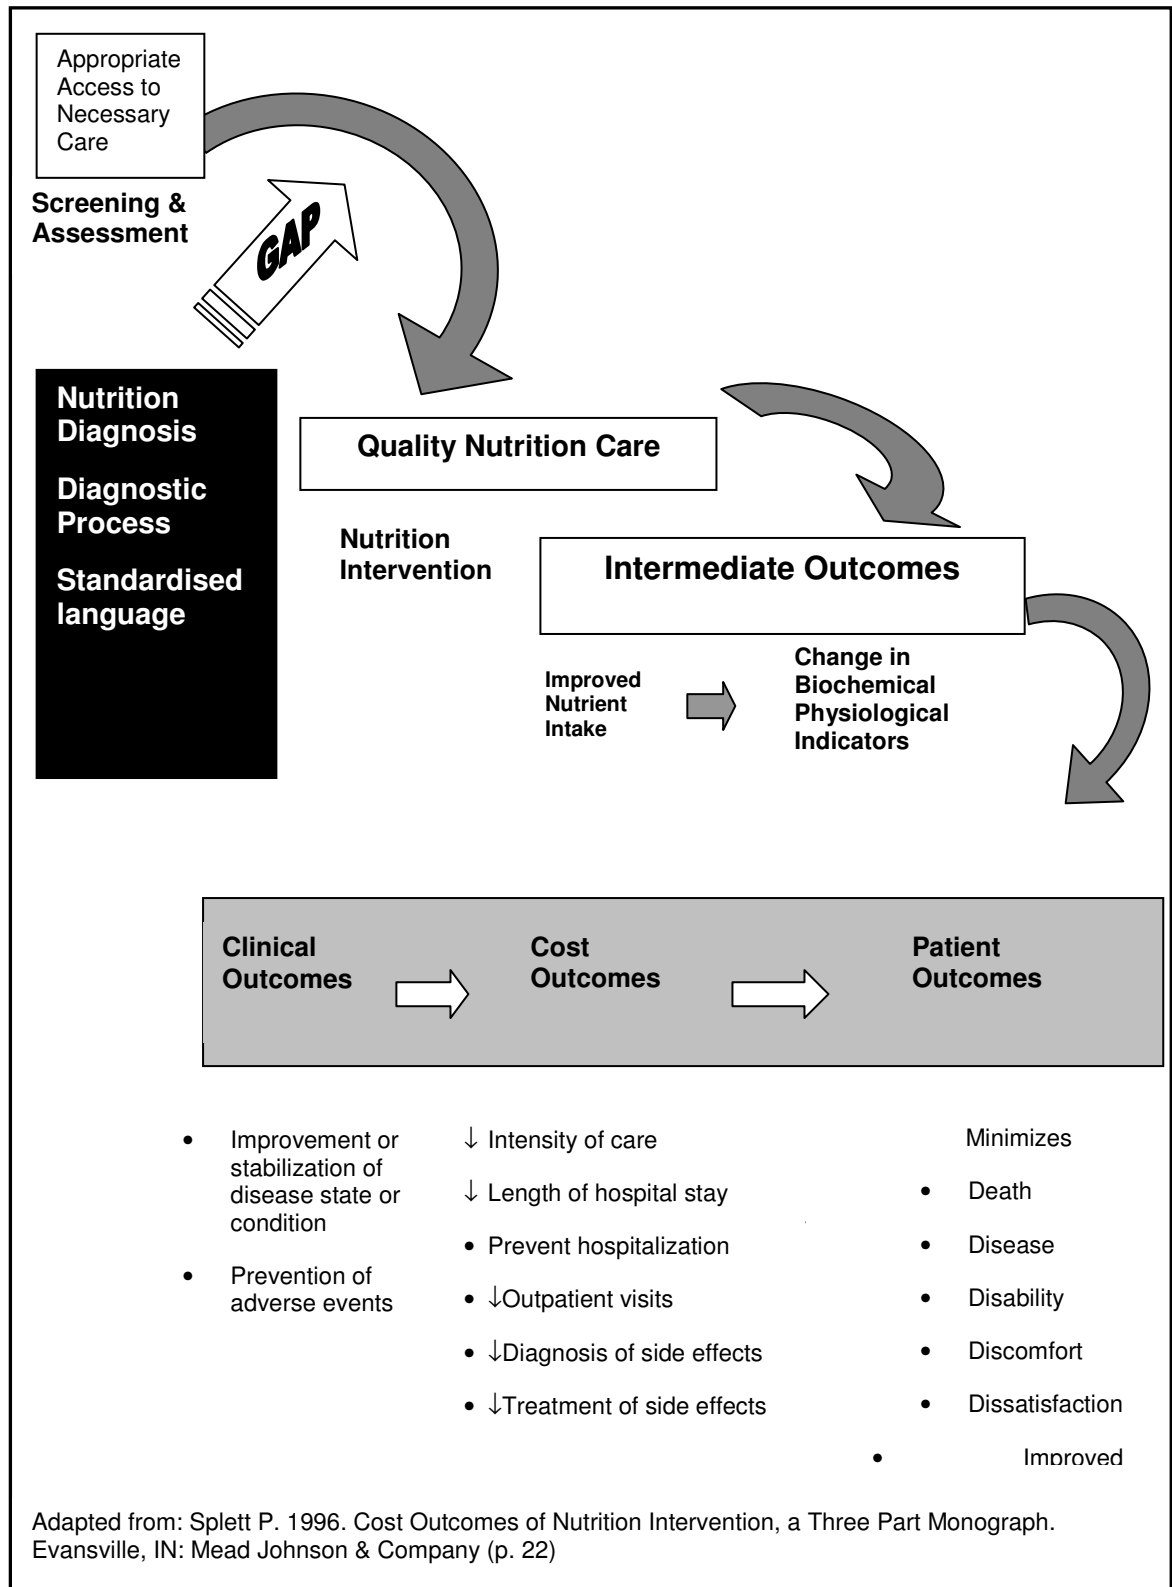 Appropriate
Access to
Necessary
Care
Screening &
Assessment
GAP
Nutrition
Diagnosis
Diagnostic
Process
Standardised
language
Quality Nutrition Care
Nutrition
Intervention
Intermediate Outcomes
Improved
Nutrient
Intake
Change in
Biochemical
Physiological
Indicators
Clinical
Outcomes
Cost
Outcomes
Patient
Outcomes
• Improvement or
stabilization of
disease state or
condition
• Prevention of
adverse events
↓ Intensity of care
↓ Length of hospital stay
• Prevent hospitalization
• ↓Outpatient visits
• ↓Diagnosis of side effects
• ↓Treatment of side effects
Minimizes
• Death
• Disease
• Disability
• Discomfort
• Dissatisfaction
• Improved
Adapted from: Splett P. 1996. Cost Outcomes of Nutrition Intervention, a Three Part Monograph.
Evansville, IN: Mead Johnson & Company (p. 22)